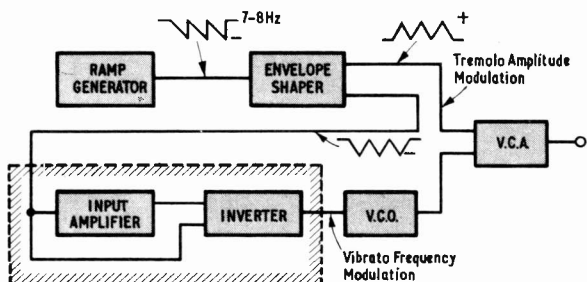 7-8Hz
+
RAMP
GENERATOR
ENVELOPE
SHAPER
Tremolo Amplitude
Modulation
V.C.A.
INPUT
AMPLIFIER
INVERTER
V.C.O.
Vibrato Frequency
Modulation